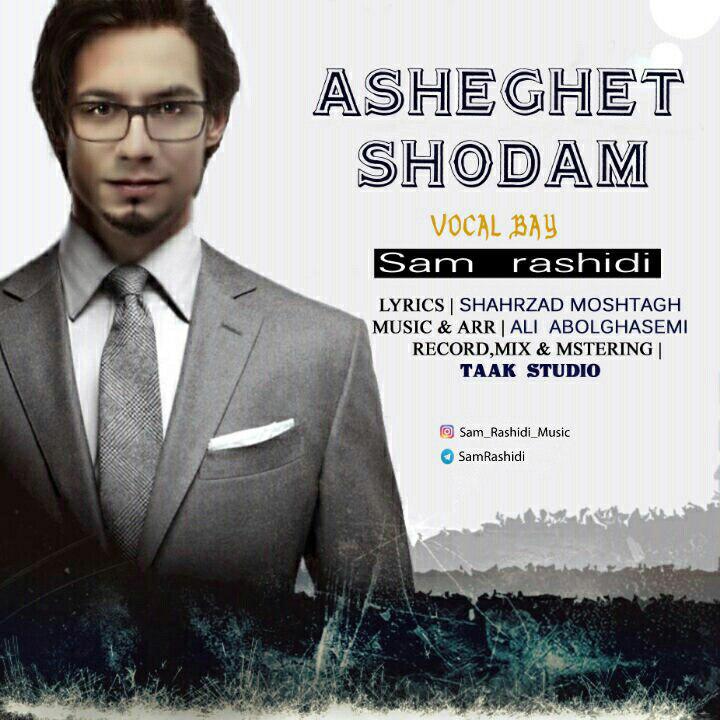 ASHEGHET
SHODAM
VOCAL BAY
Sam rashidi
LYRICS | SHAHRZAD MOSHTAGH
MUSIC & ARR | ALI ABOLGHASEMI
RECORD,MIX & MSTERING |
TAAK STUDIO
Sam_Rashidi_Music
SamRashidi